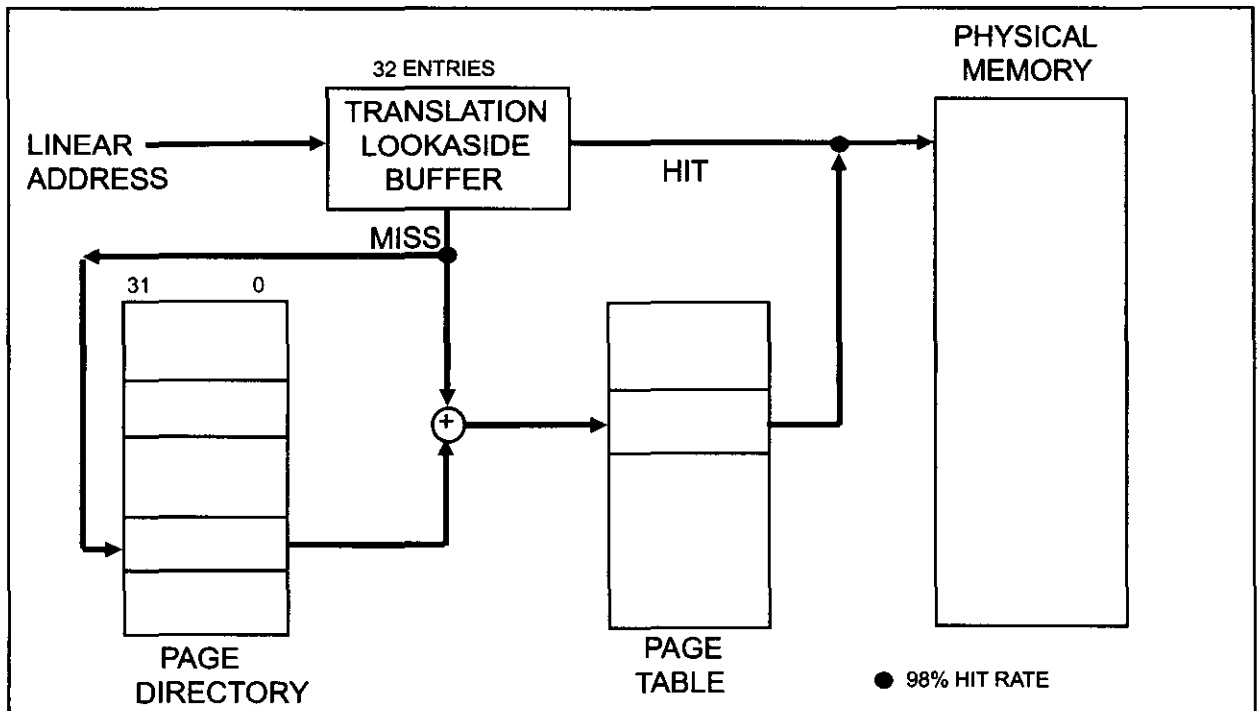 PHYSICAL
MEMORY
32 ENTRIES
TRANSLATION
LOOKASIDE
BUFFER
LINEAR
ADDRESS
HIT
MISS
31 0
+
PAGE
DIRECTORY
PAGE
TABLE
98% HIT RATE